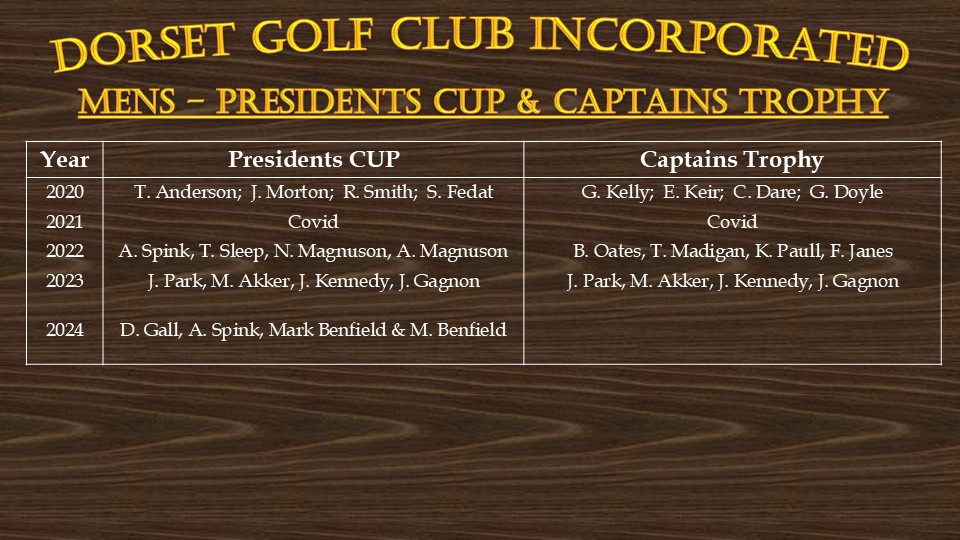 DORSET GOLF CLUB INCORPORATED
MENS – PRESIDENTS CUP & CAPTAINS TROPHY
Year Presidents CUP Captains Trophy
2020 T. Anderson; J. Morton; R. Smith; S. Fedat G. Kelly; E. Keir; C. Dare; G. Doyle
2021 Covid Covid
2022 A. Spink, T. Sleep, N. Magnuson, A. Magnuson B. Oates, T. Madigan, K. Paull, F. Janes
2023 J. Park, M. Akker, J. Kennedy, J. Gagnon J. Park, M. Akker, J. Kennedy, J. Gagnon
2024 D. Gall, A. Spink, Mark Benfield & M. Benfield